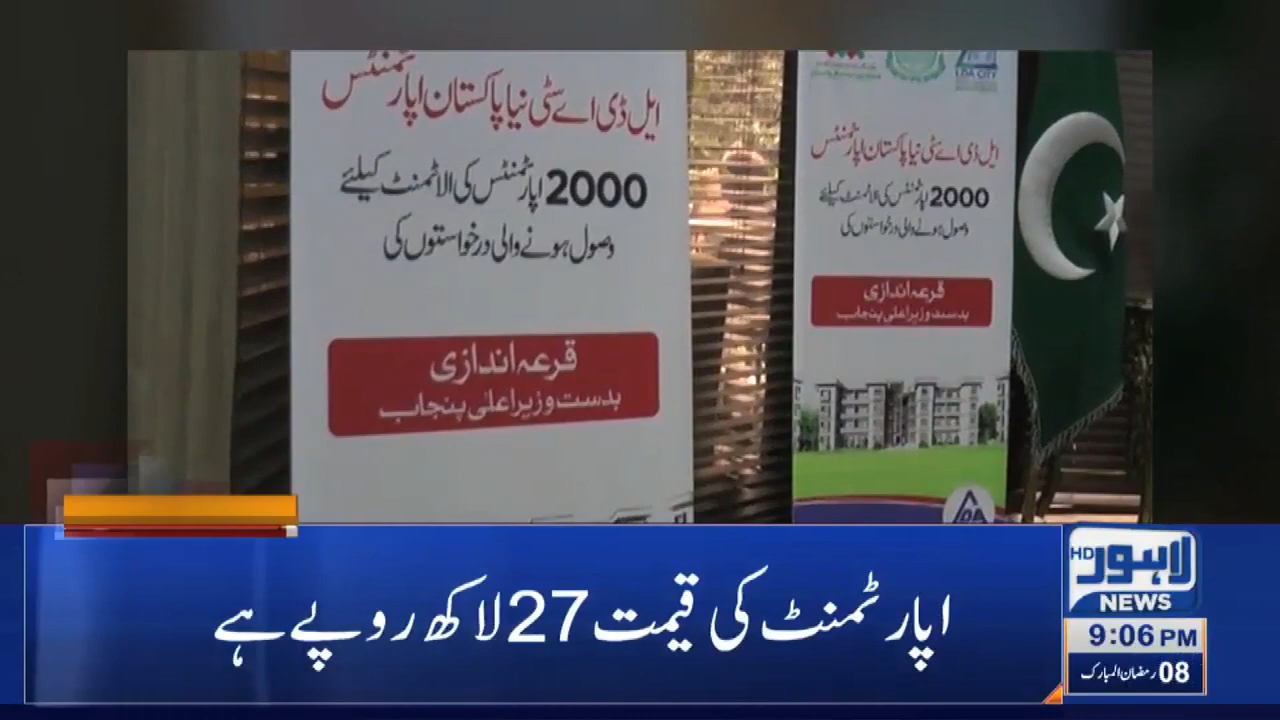 ایل ڈی اے سٹی نیا پاکستان اپارٹمنٹس
2000 اپارٹمنٹس کی الاٹمنٹ کیلئے
وصول ہونے والی درخواستوں کی
قرعہ اندازی
بدست وزیراعلیٰ پنجاب
LDA CITY
ایل ڈی اے سٹی نیا پاکستان اپارٹمنٹس
2000 اپارٹمنٹس کی الاٹمنٹ کیلئے
وصول ہونے والی درخواستوں کی
قرعہ اندازی
بدست وزیراعلیٰ پنجاب
LDA
اپارٹمنٹ کی قیمت 27 لاکھ روپے ہے
لاہور HD
NEWS
9:06 PM
08 رمضان المبارک